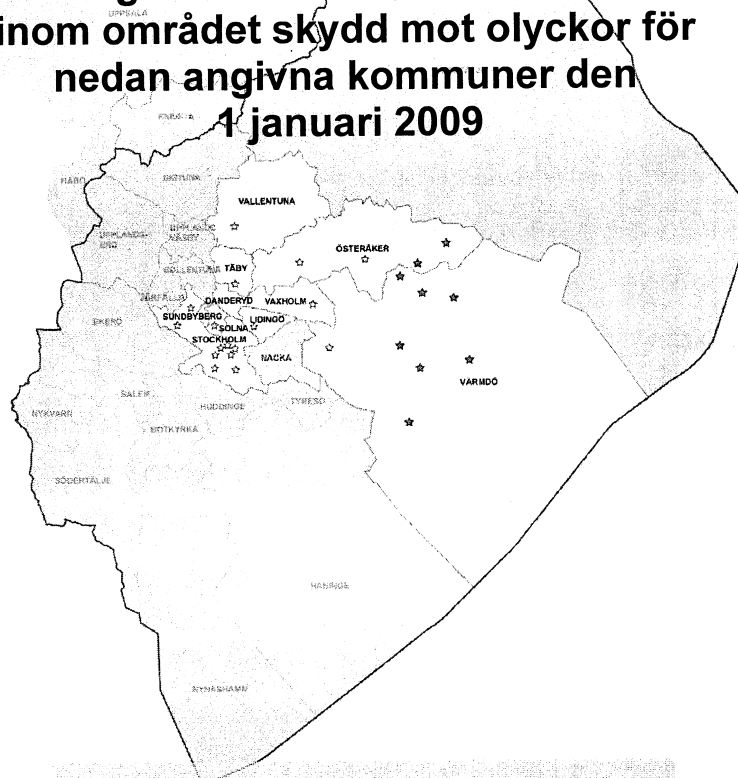 UPPSALA
inom området skydd mot olyckor för
nedan angivna kommuner den
1 januari 2009
HÅBO
SIGTUNA
VALLENTUNA
UPPLANDS-
BRO
UPPLANDS
VÄSBY
ÖSTERÅKER
SOLLENTUNA
TÄBY
JÄRFÄLLA
DANDERYD
VAXHOLM
EKERÖ
SUNDBYBERG
LIDINGÖ
SOLNA
STOCKHOLM
NACKA
VÄRMDÖ
SALEM
HUDDINGE
TYRESÖ
NYKVARN
BOTKYRKA
SÖDERTÄLJE
HANINGE
NYNÄSHAMN